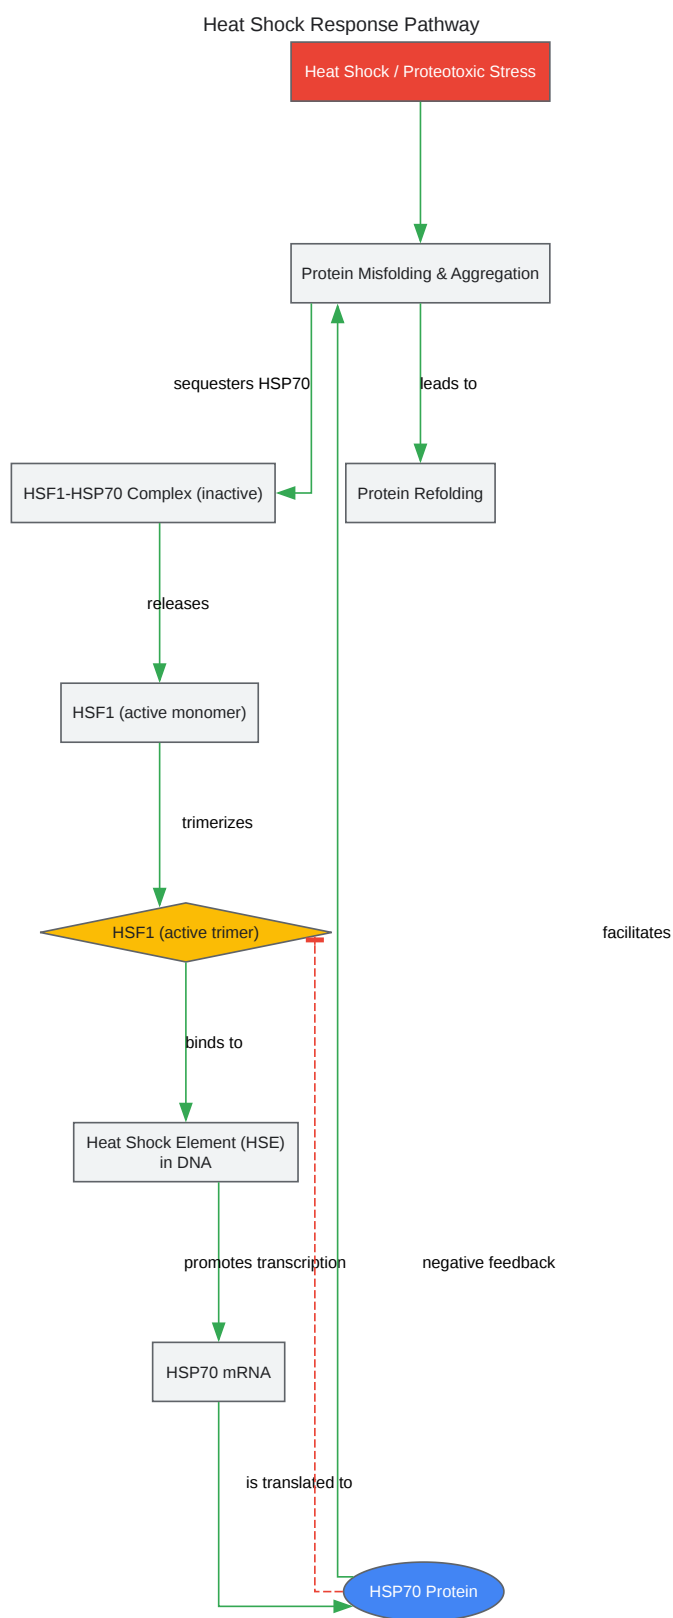 Heat Shock Response Pathway
Heat Shock / Proteotoxic Stress
Protein Misfolding & Aggregation
sequesters HSP70
leads to
HSF1-HSP70 Complex (inactive)
Protein Refolding
releases
HSF1 (active monomer)
trimerizes
HSF1 (active trimer)
facilitates
binds to
Heat Shock Element (HSE)
in DNA
promotes transcription
negative feedback
HSP70 mRNA
is translated to
HSP70 Protein